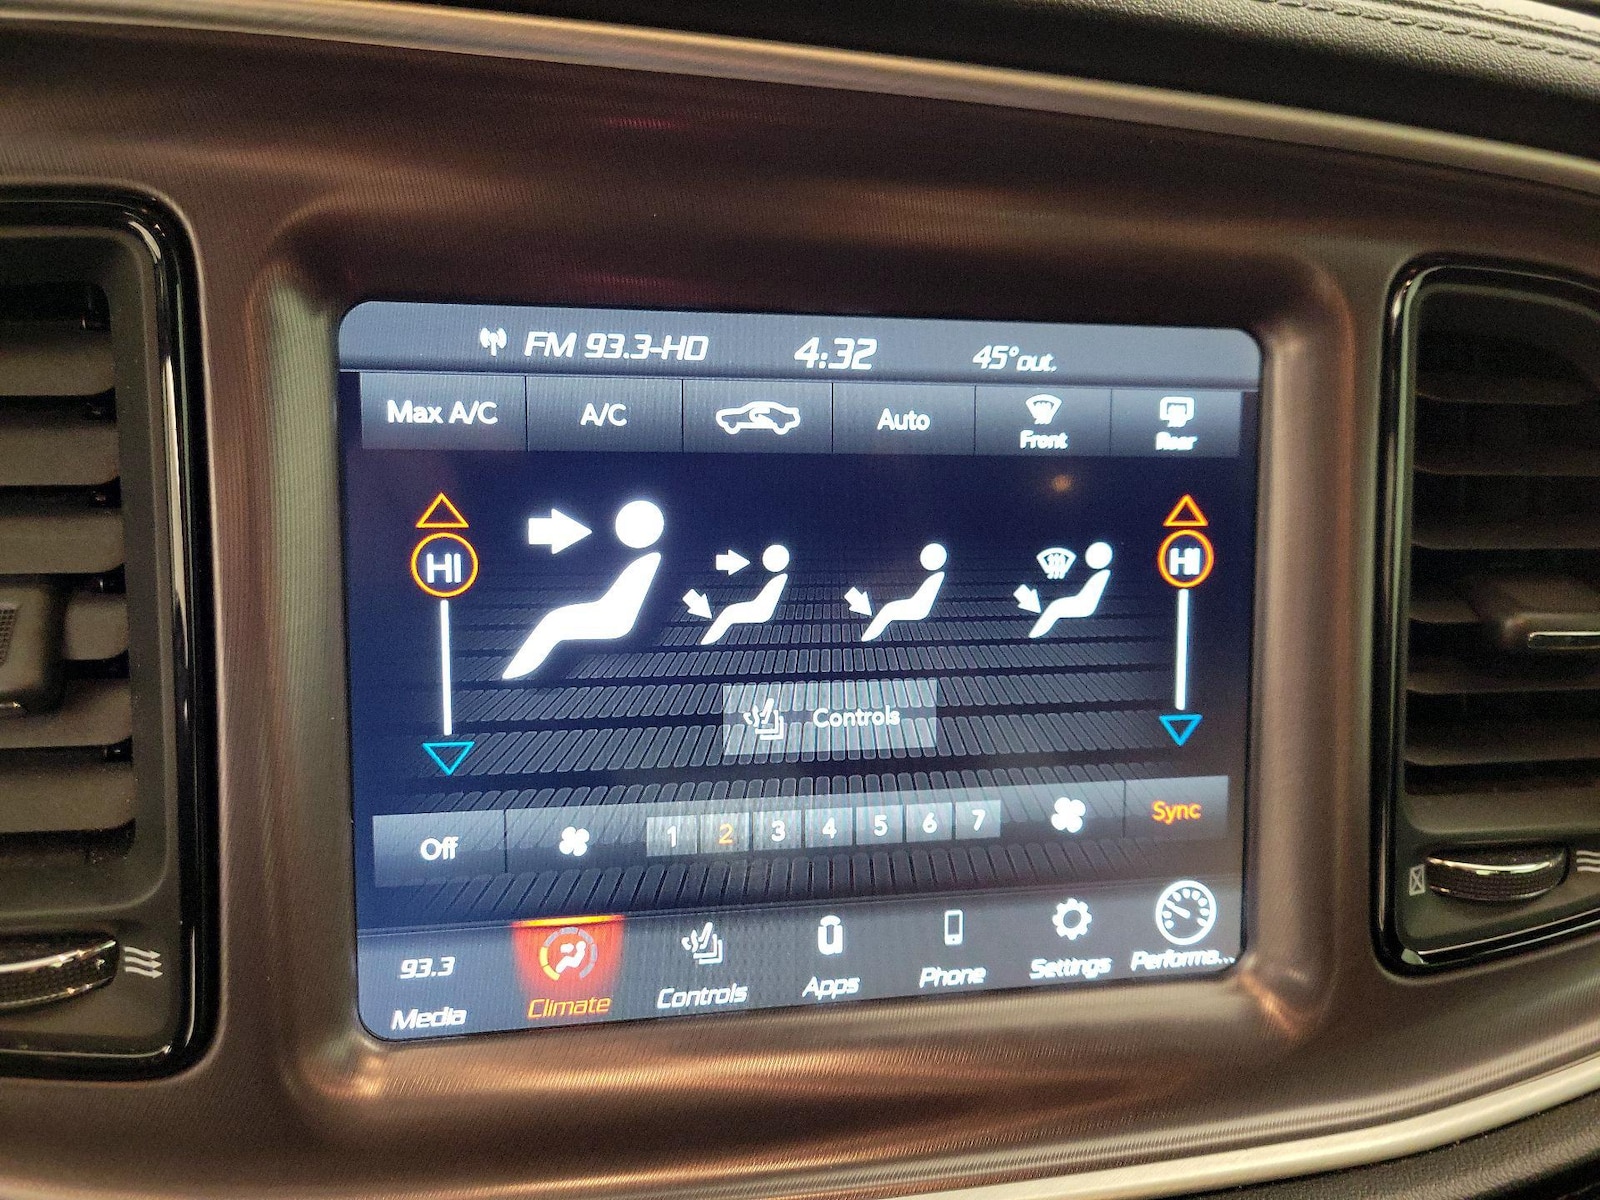 FM 93.3-HD 4:32 45° out.
Max A/C A/C Auto Front Rear
HI HI
Controls
Off 1 2 3 4 5 6 7 Sync
93.3
Media Climate Controls Apps Phone Settings Performa...